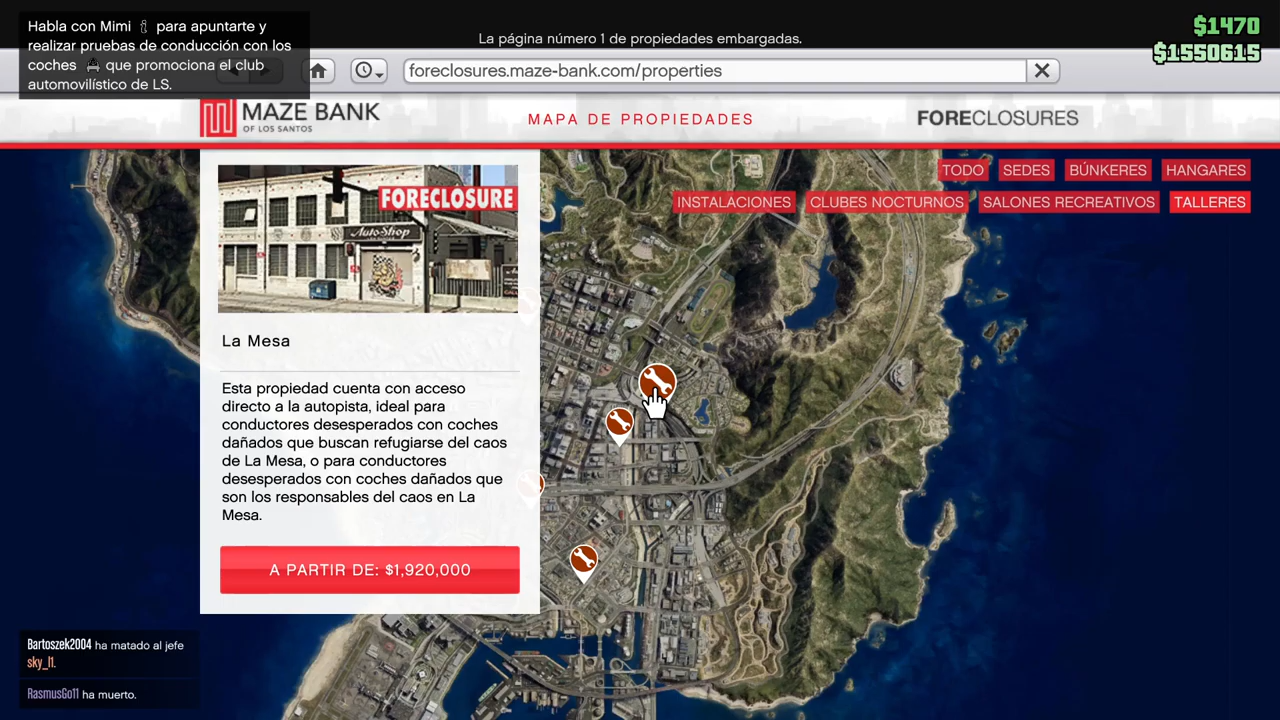 Habla con Mimi para apuntarte y
realizar pruebas de conducción con los
coches que promociona el club
automovilístico de LS.
La página número 1 de propiedades embargadas.
$1470
$1550615
foreclosures.maze-bank.com/properties
MAZE BANK
OF LOS SANTOS
MAPA DE PROPIEDADES
FORECLOSURES
TODO
SEDES
BÚNKERES
HANGARES
INSTALACIONES
CLUBES NOCTURNOS
SALONES RECREATIVOS
TALLERES
FORECLOSURE
Auto-Shop
La Mesa
Esta propiedad cuenta con acceso
directo a la autopista, ideal para
conductores desesperados con coches
dañados que buscan refugiarse del caos
de La Mesa, o para conductores
desesperados con coches dañados que
son los responsables del caos en La
Mesa.
A PARTIR DE: $1,920,000
Bartoszek2004 ha matado al jefe
sky_l1.
RasmusGo11 ha muerto.